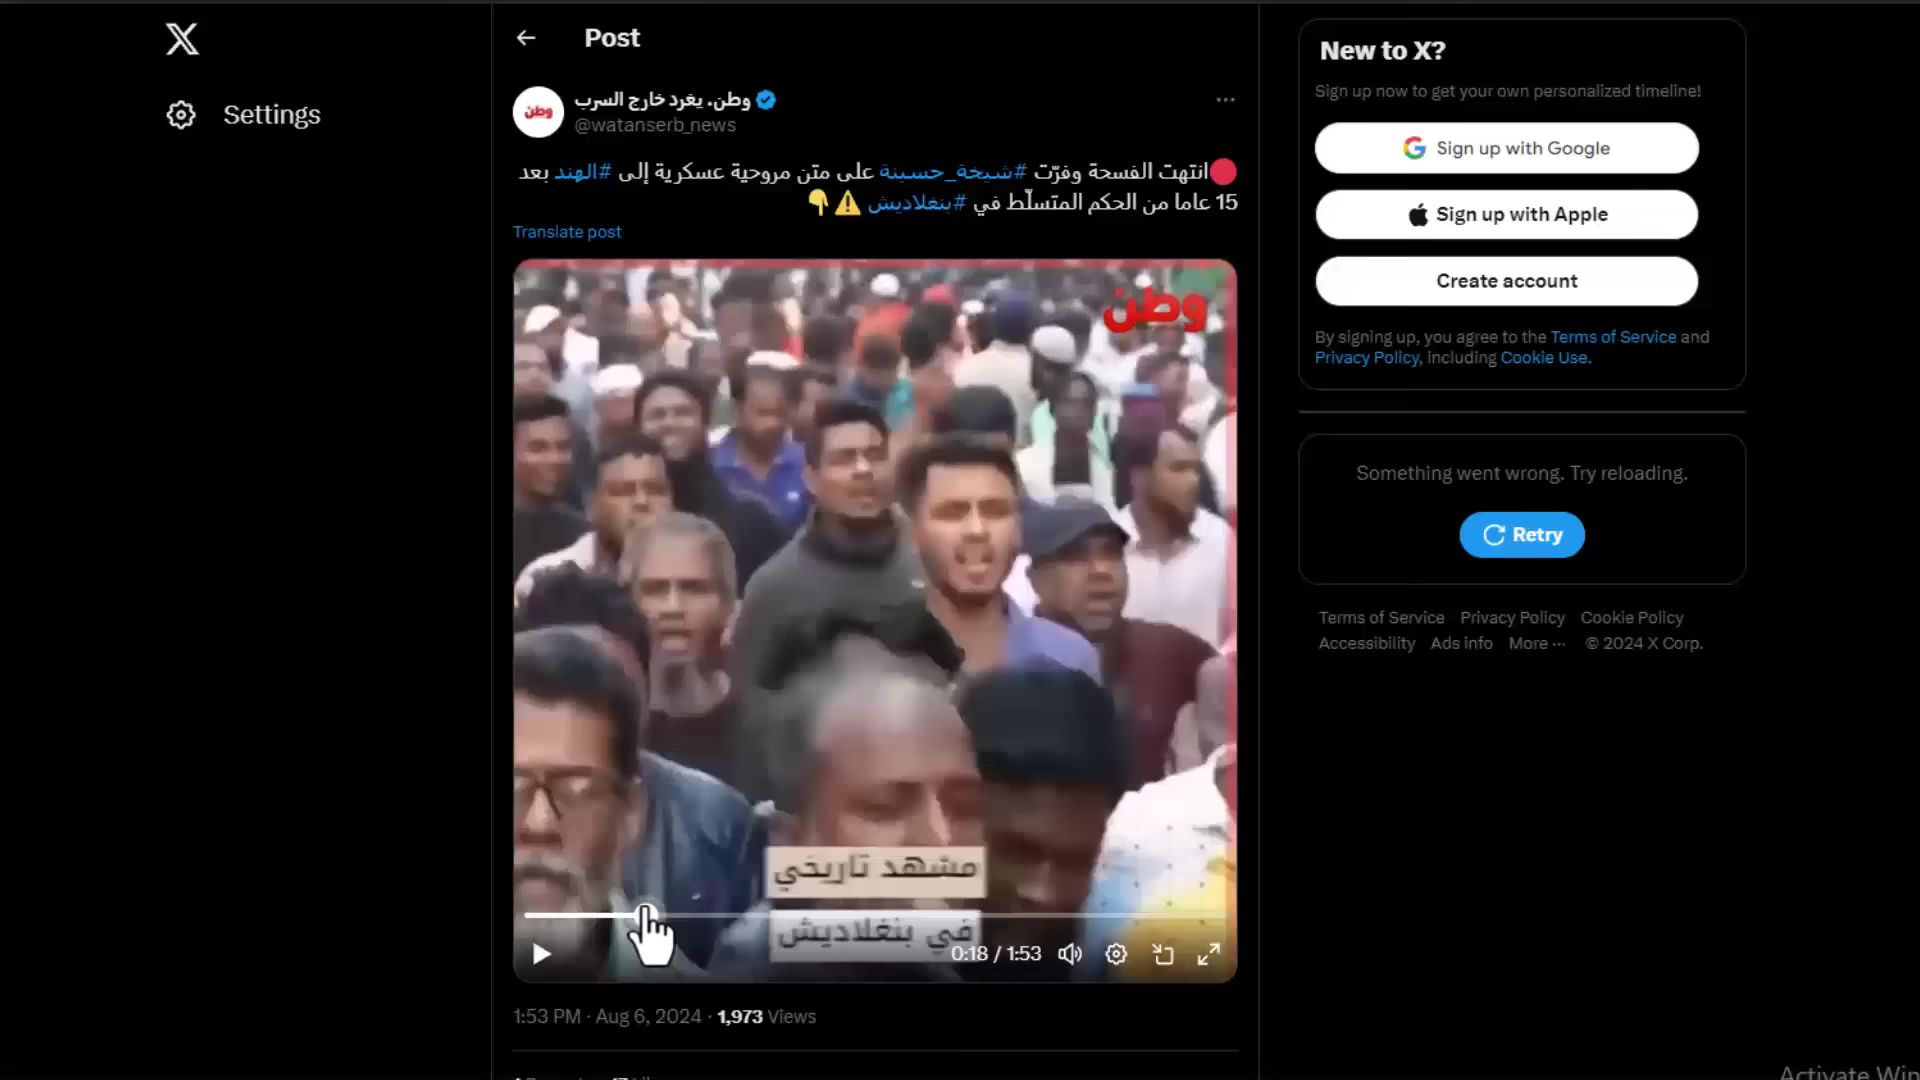 Settings
Post
وطن
وطن. يغرد خارج السرب
@watanserb_news
انتهت الفسحة وفرّت #شيخة_حسينة على متن مروحية عسكرية إلى #الهند بعد
15 عاما من الحكم المتسلّط في #بنغلاديش
Translate post
وطن
مشهد تاريخي
في بنغلاديش
0:18 / 1:53
1:53 PM · Aug 6, 2024 · 1,973 Views
New to X?
Sign up now to get your own personalized timeline!
Sign up with Google
Sign up with Apple
Create account
By signing up, you agree to the Terms of Service and
Privacy Policy, including Cookie Use.
Something went wrong. Try reloading.
Retry
Terms of Service Privacy Policy Cookie Policy
Accessibility Ads info More ··· © 2024 X Corp.
Activate Win